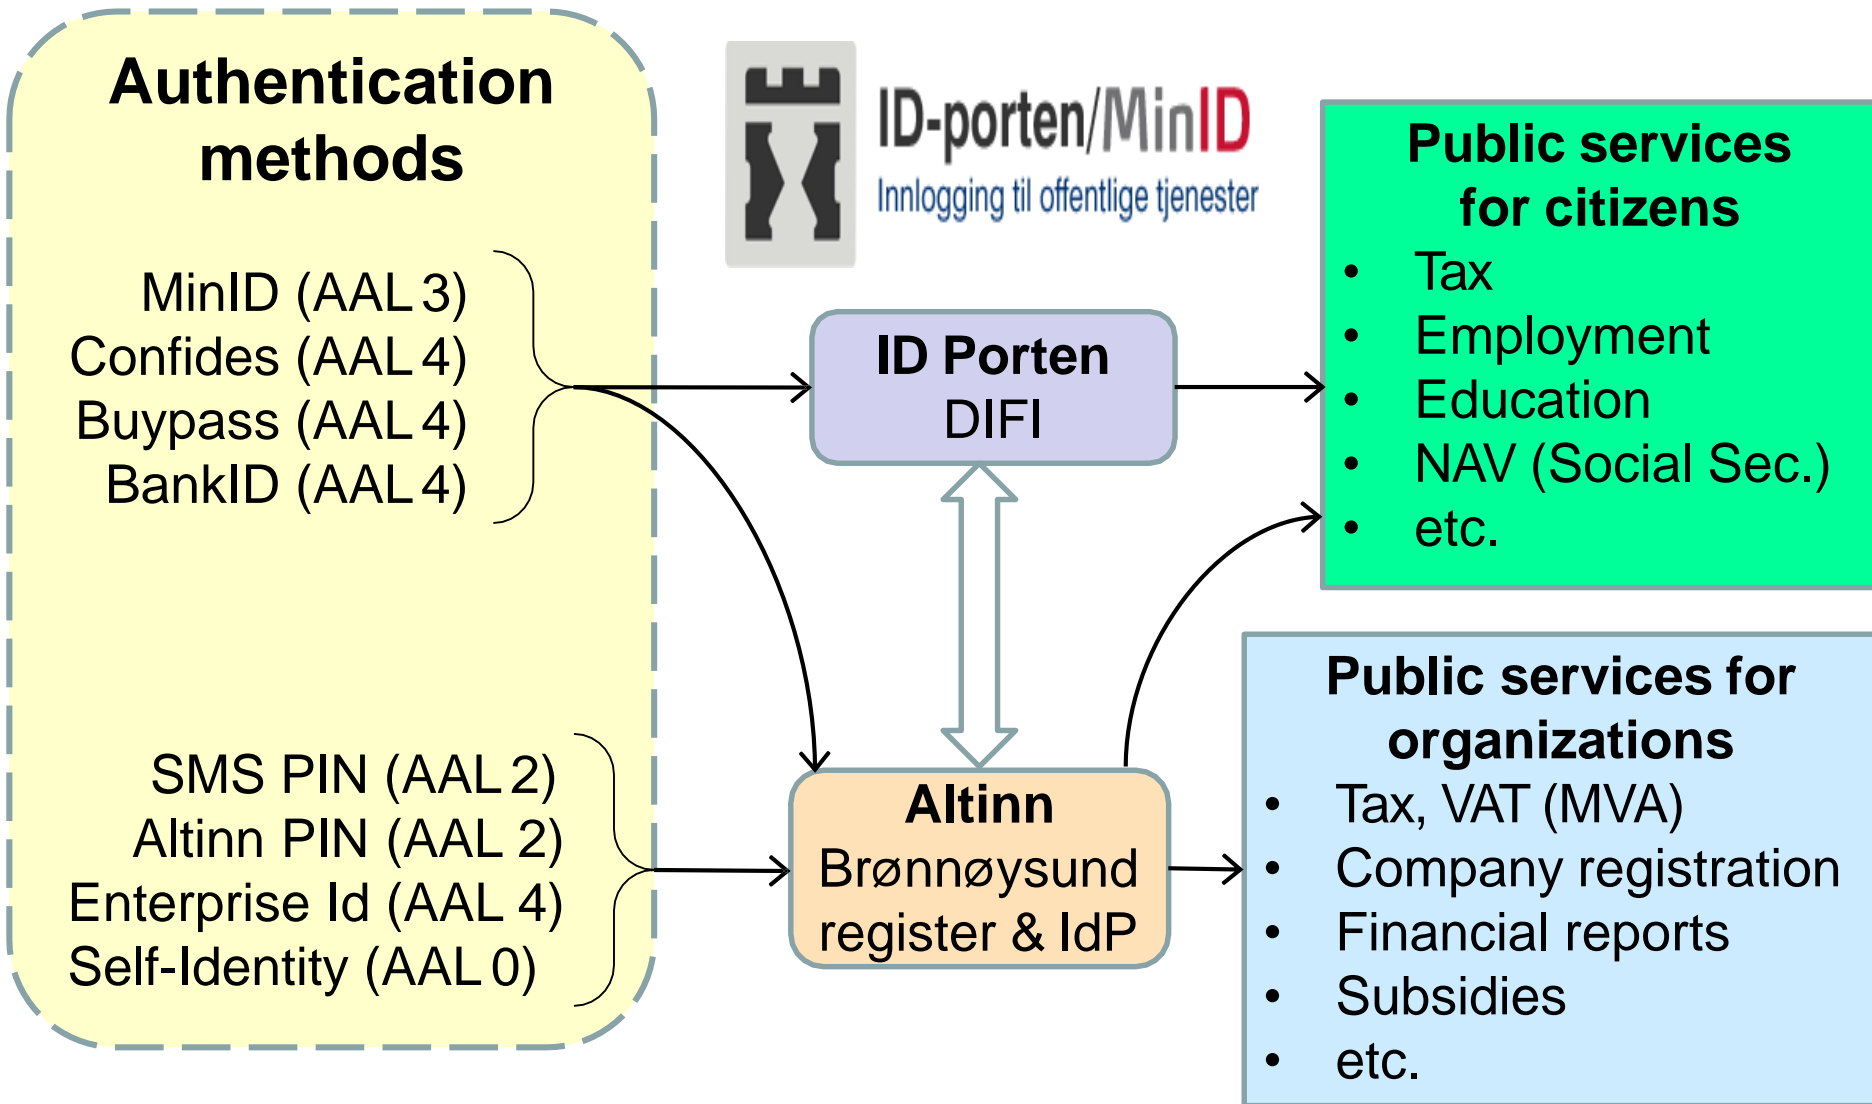 Authentication
methods
MinID (AAL 3)
Confides (AAL 4)
Buypass (AAL 4)
BankID (AAL 4)
SMS PIN (AAL 2)
Altinn PIN (AAL 2)
Enterprise Id (AAL 4)
Self-Identity (AAL 0)
ID-porten/MinID
Innlogging til offentlige tjenester
ID Porten
DIFI
Altinn
Brønnøysund
register & IdP
Public services
for citizens
• Tax
• Employment
• Education
• NAV (Social Sec.)
• etc.
Public services for
organizations
• Tax, VAT (MVA)
• Company registration
• Financial reports
• Subsidies
• etc.